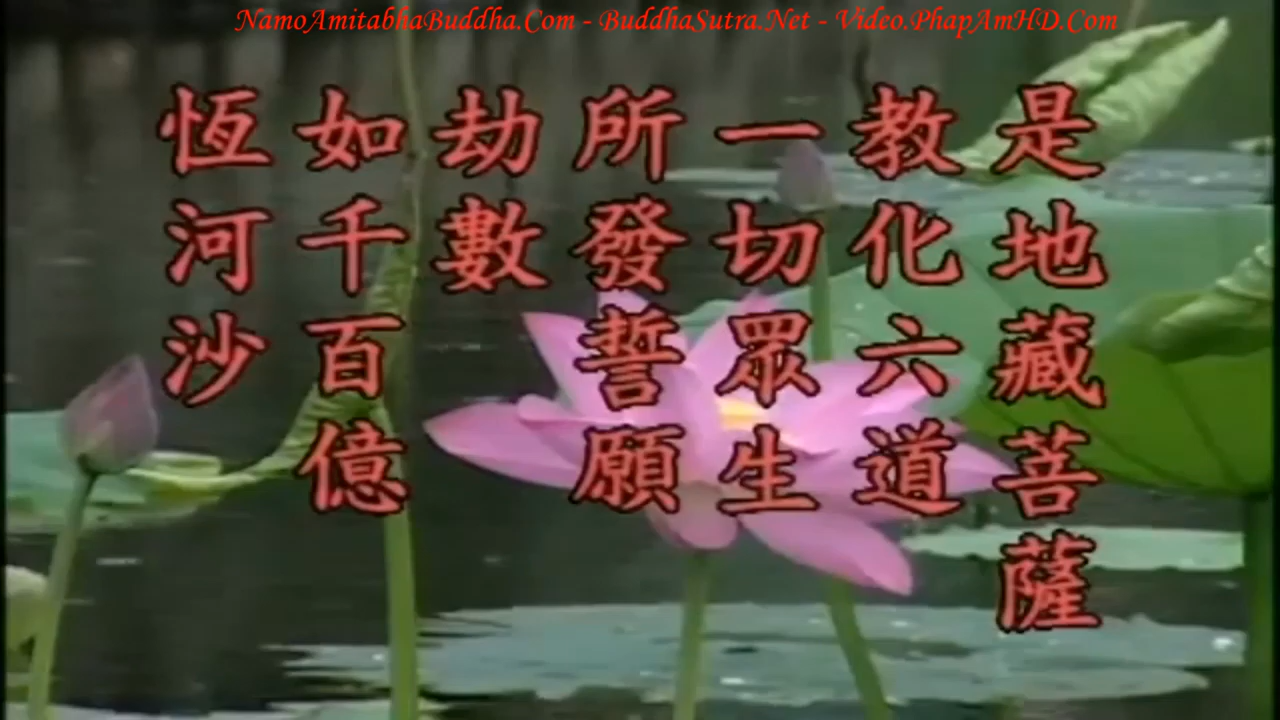 NamoAmitabhaBuddha.Com - BuddhaSutra.Net - Video.PhapAmHD.Com
是地藏菩薩
教化六道
一切眾生
所發誓願
劫數
如千百億
恆河沙